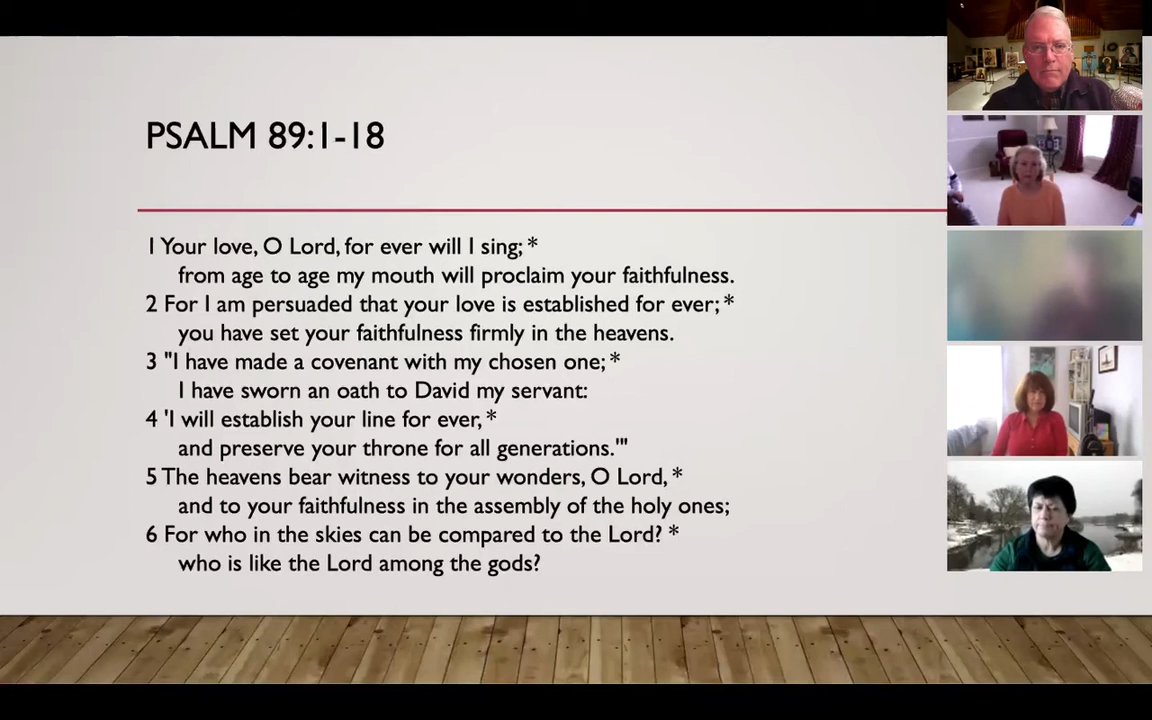 PSALM 89:1-18
1 Your love, O Lord, for ever will I sing; *
from age to age my mouth will proclaim your faithfulness.
2 For I am persuaded that your love is established for ever; *
you have set your faithfulness firmly in the heavens.
3 "I have made a covenant with my chosen one; *
I have sworn an oath to David my servant:
4 'I will establish your line for ever, *
and preserve your throne for all generations.'"
5 The heavens bear witness to your wonders, O Lord, *
and to your faithfulness in the assembly of the holy ones;
6 For who in the skies can be compared to the Lord? *
who is like the Lord among the gods?